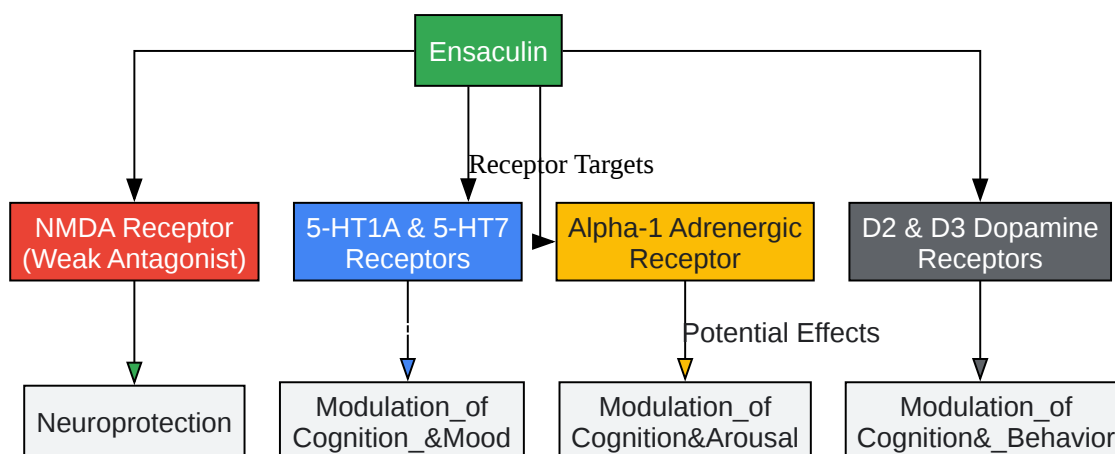 Ensaculin
Receptor Targets
NMDA Receptor
(Weak Antagonist)
5-HT1A & 5-HT7
Receptors
Alpha-1 Adrenergic
Receptor
D2 & D3 Dopamine
Receptors
Potential Effects
Neuroprotection
Modulation_of
Cognition_&Mood
Modulation_of
Cognition&Arousal
Modulation_of
Cognition&_Behavior